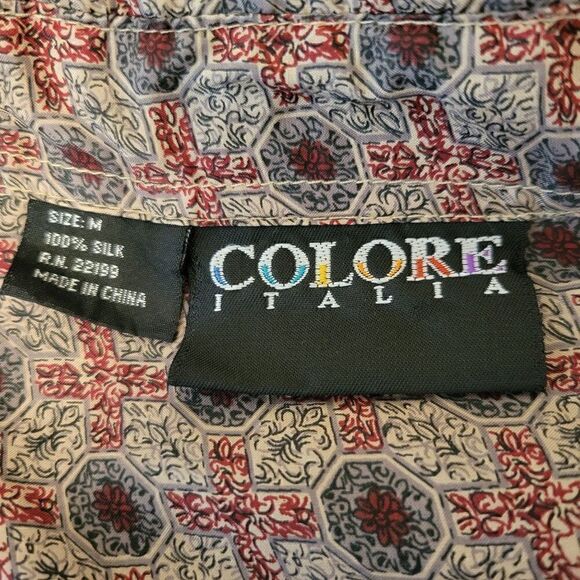 SIZE: M
100% SILK
R.N. 22199
MADE IN CHINA
COLORE
ITALIA